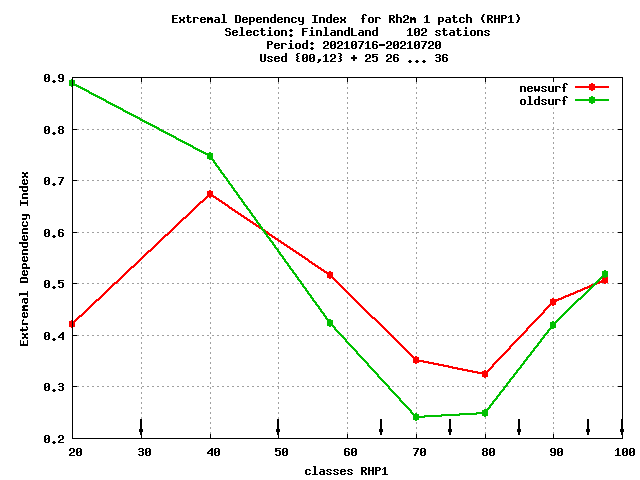 Extremal Dependency Index  for Rh2m 1 patch (RHP1)
Selection: FinlandLand    102 stations
Period: 20210716-20210720
Used {00,12} + 25 26 ... 36
newsurf
oldsurf
0.9
0.8
0.7
0.6
0.5
0.4
0.3
0.2
Extremal Dependency Index
20 30 40 50 60 70 80 90 100
classes RHP1